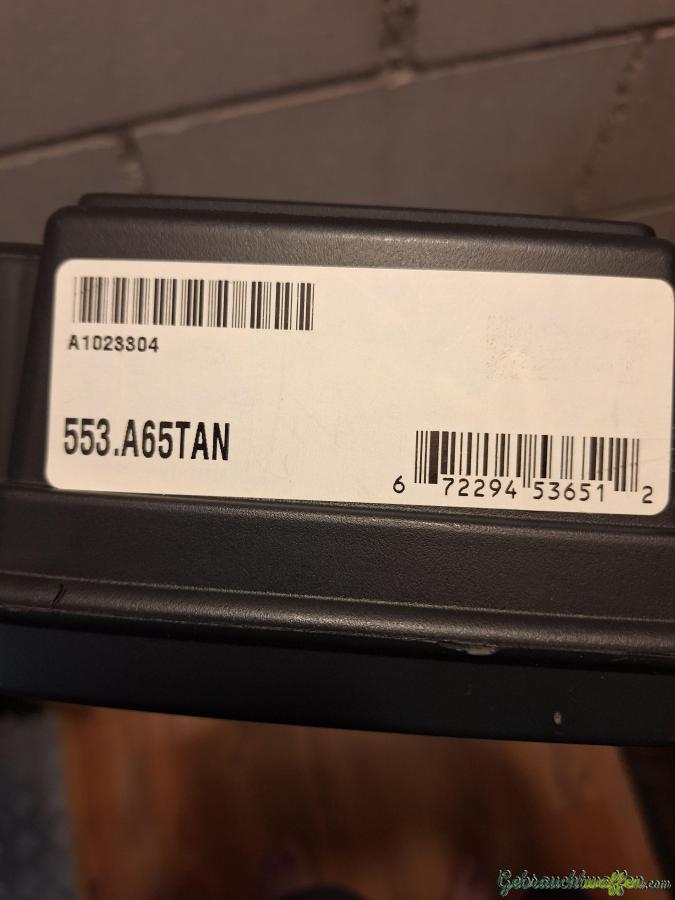 A1023304
553.A65TAN
6 72294 53651 2
Gebrauchtwaffen.com